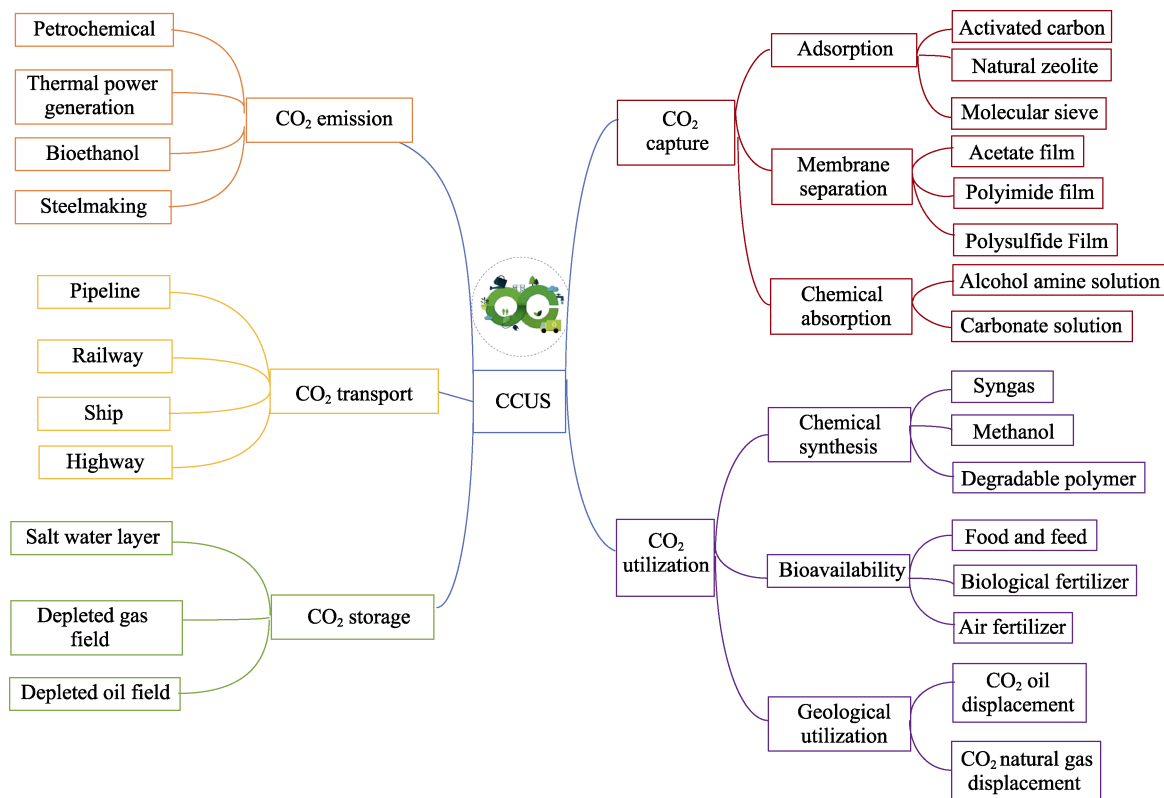 Petrochemical
Thermal power
generation
Bioethanol
Steelmaking
CO₂ emission
Pipeline
Railway
Ship
Highway
CO₂ transport
Salt water layer
Depleted gas
field
Depleted oil field
CO₂ storage
CCUS
CO₂
capture
Adsorption
Activated carbon
Natural zeolite
Molecular sieve
Membrane
separation
Acetate film
Polyimide film
Polysulfide Film
Chemical
absorption
Alcohol amine solution
Carbonate solution
CO₂
utilization
Chemical
synthesis
Syngas
Methanol
Degradable polymer
Bioavailability
Food and feed
Biological fertilizer
Air fertilizer
Geological
utilization
CO₂ oil
displacement
CO₂ natural gas
displacement